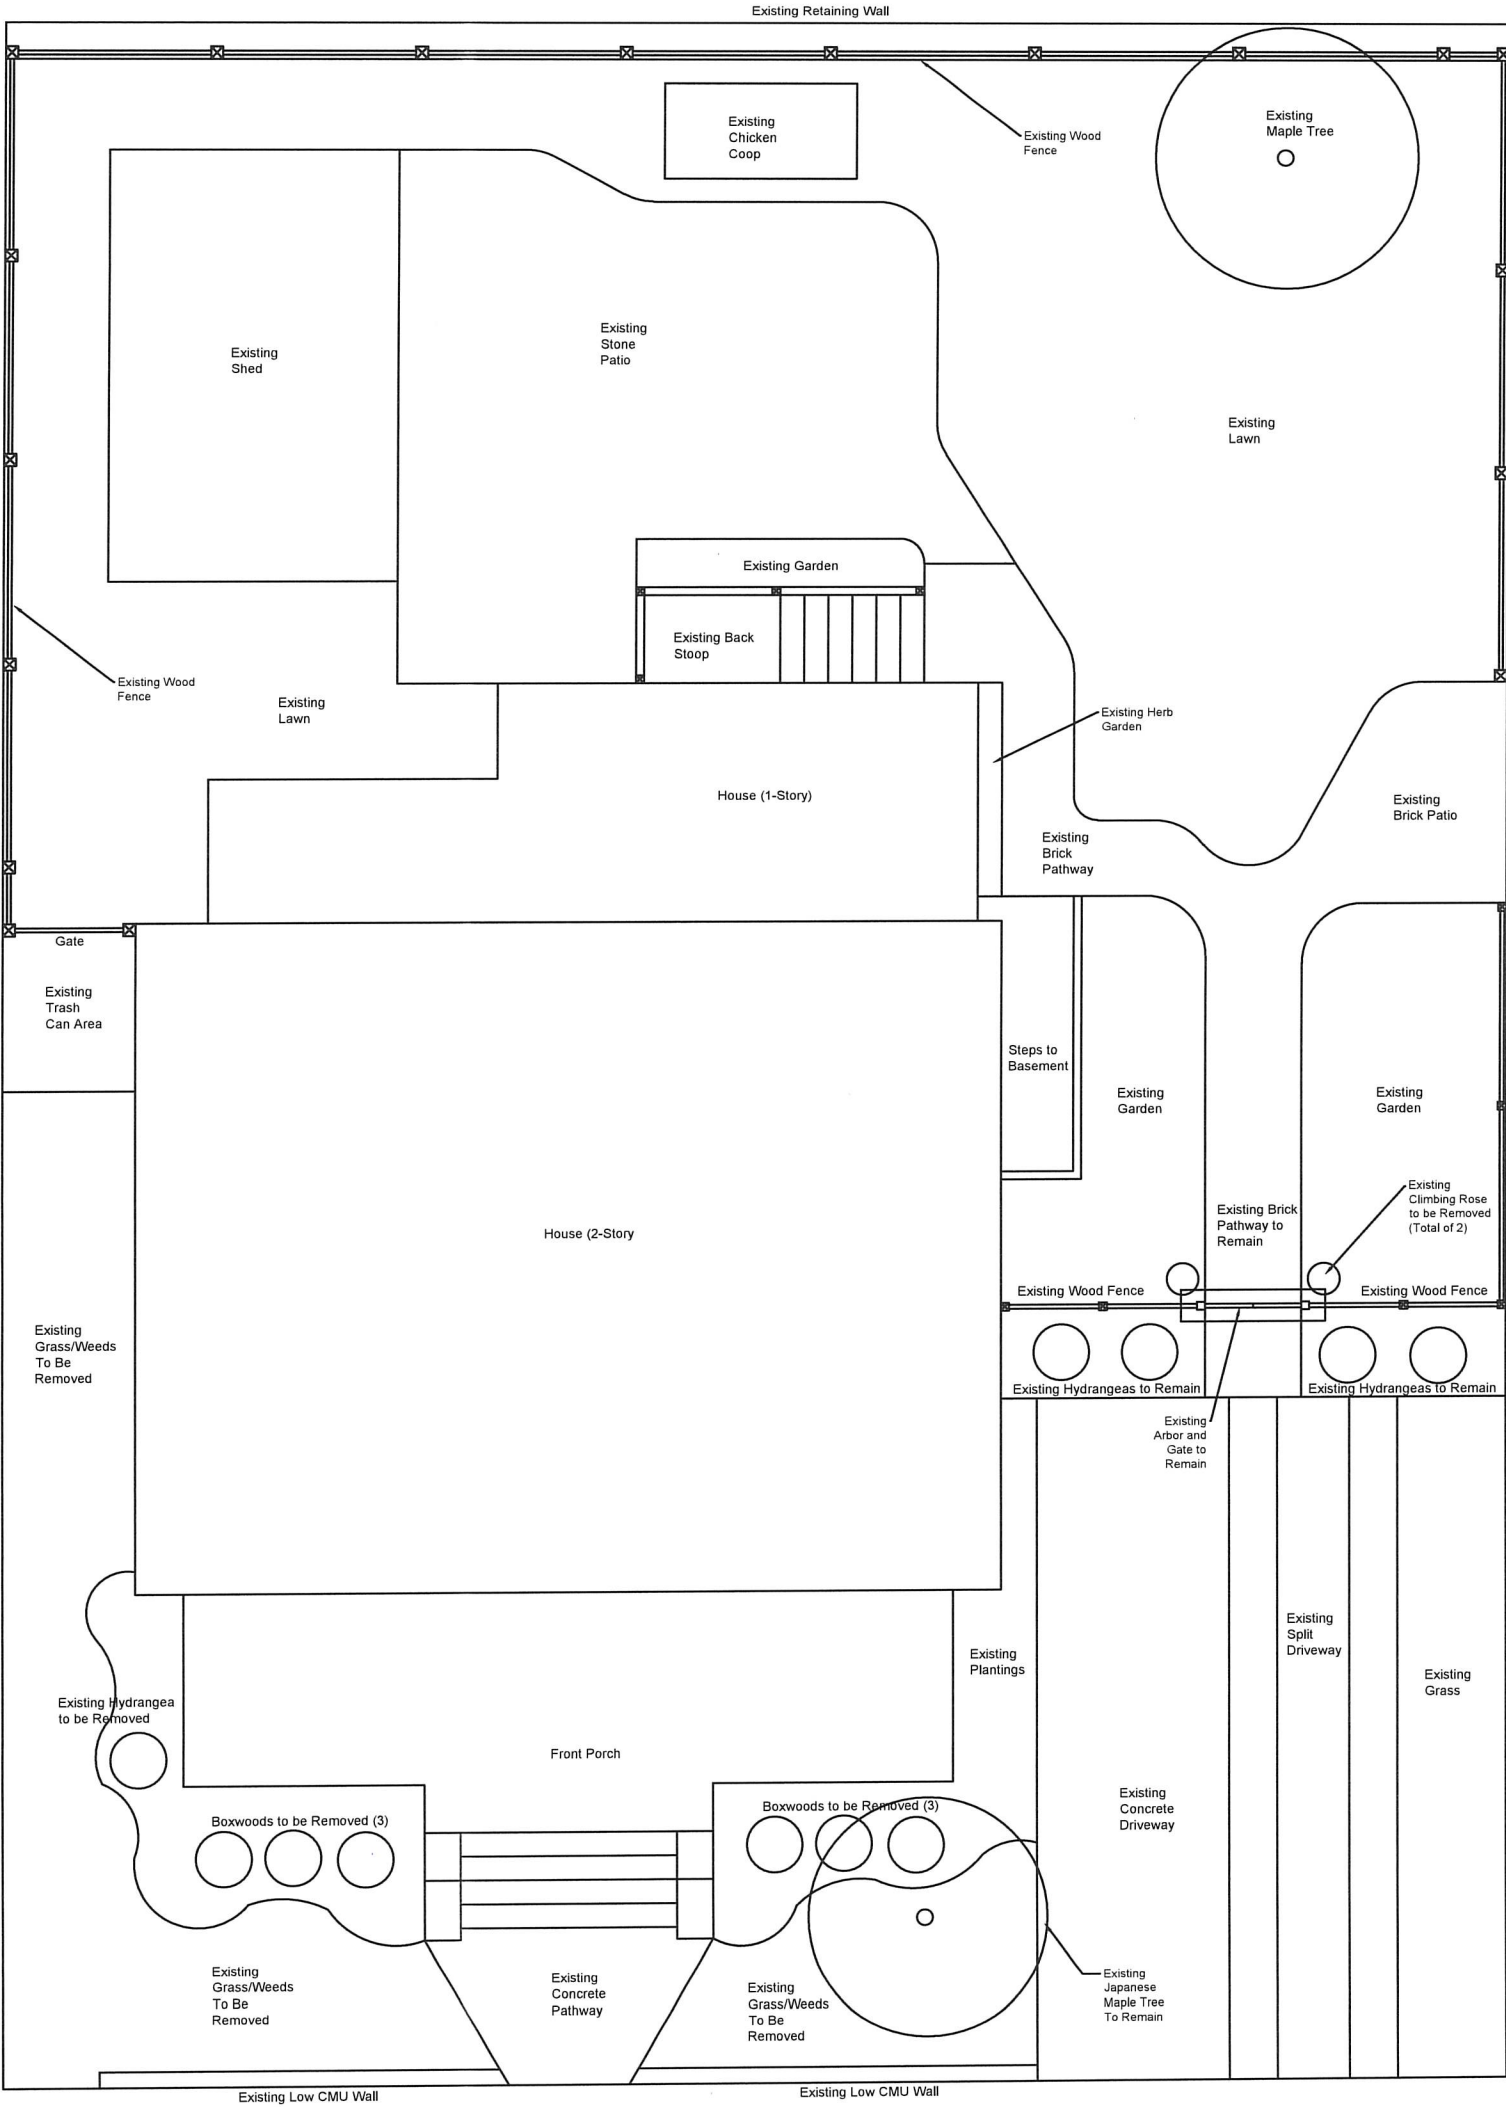 Existing Retaining Wall
Existing
Chicken
Coop
Existing Wood
Fence
Existing
Maple Tree
Existing
Shed
Existing
Stone
Patio
Existing
Lawn
Existing Garden
Existing Back
Stoop
Existing Wood
Fence
Existing
Lawn
Existing Herb
Garden
House (1-Story)
Existing
Brick
Pathway
Existing
Brick Patio
Gate
Existing
Trash
Can Area
Steps to
Basement
Existing
Garden
Existing
Garden
Existing Brick
Pathway to
Remain
Existing
Climbing Rose
to be Removed
(Total of 2)
House (2-Story
Existing Wood Fence
Existing Wood Fence
Existing
Grass/Weeds
To Be
Removed
Existing Hydrangeas to Remain
Existing Hydrangeas to Remain
Existing
Arbor and
Gate to
Remain
Existing
Plantings
Existing
Split
Driveway
Existing
Grass
Existing Hydrangea
to be Removed
Front Porch
Existing
Concrete
Driveway
Boxwoods to be Removed (3)
Boxwoods to be Removed (3)
Existing
Grass/Weeds
To Be
Removed
Existing
Concrete
Pathway
Existing
Grass/Weeds
To Be
Removed
Existing
Japanese
Maple Tree
To Remain
Existing Low CMU Wall
Existing Low CMU Wall